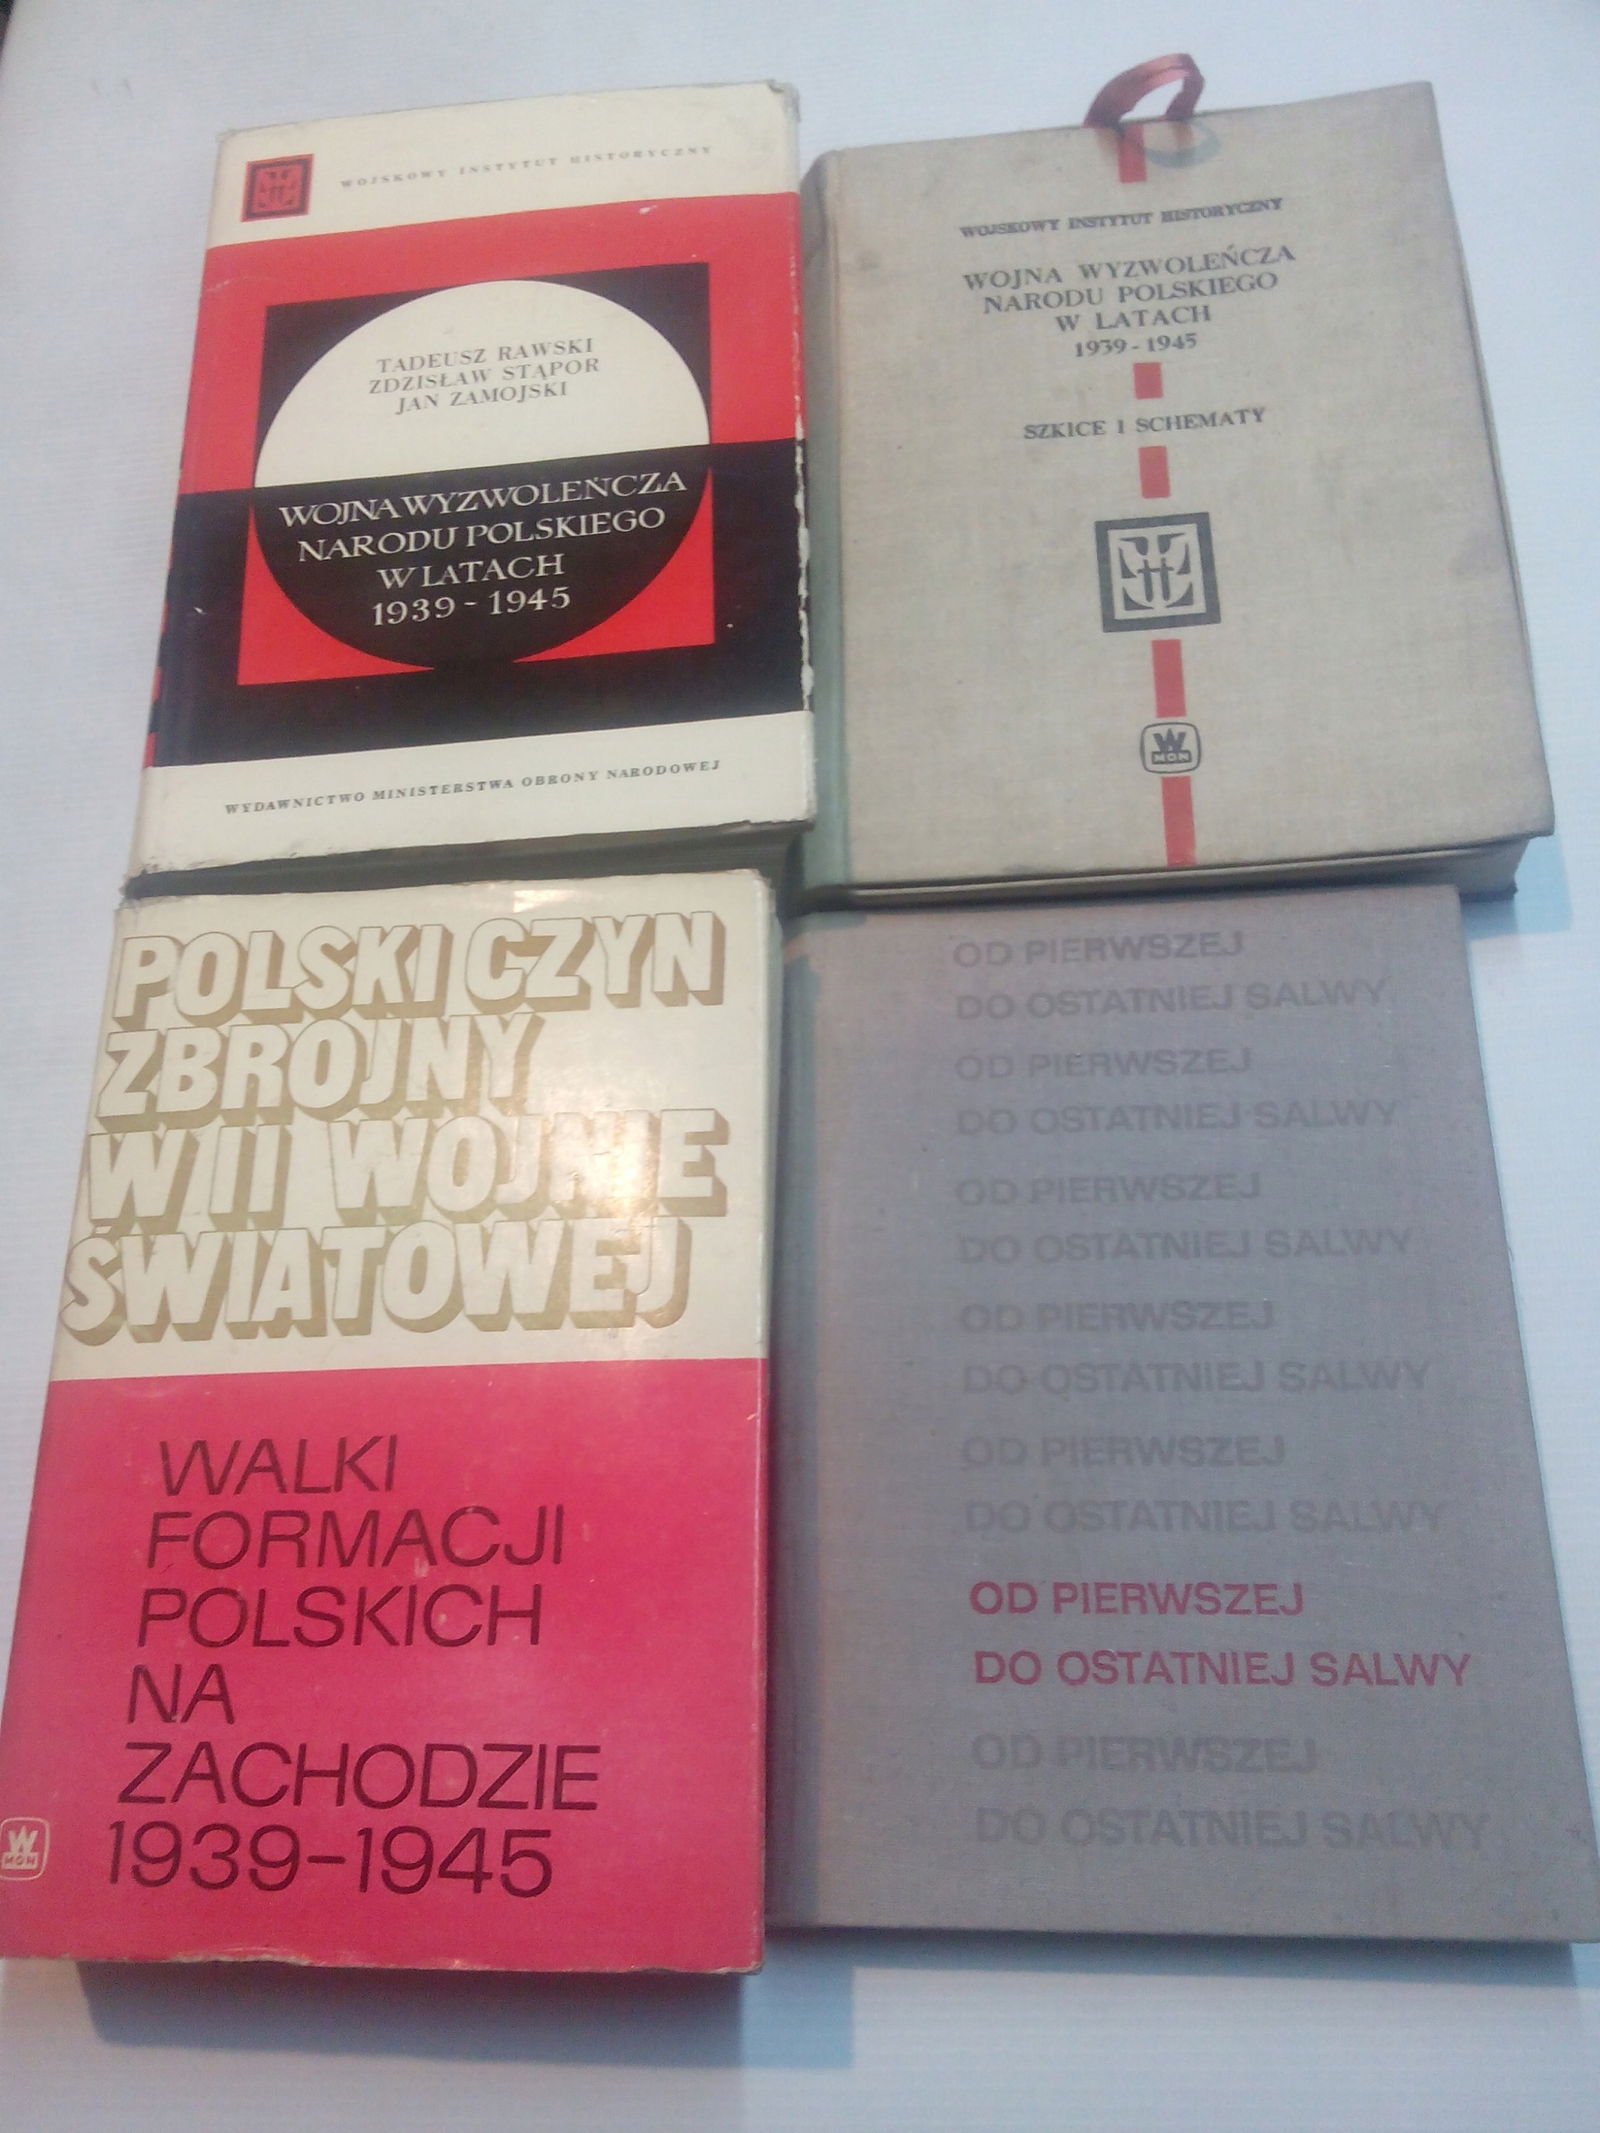 WOJSKOWY INSTYTUT HISTORYCZNY
TADEUSZ RAWSKI
ZDZISŁAW STĄPOR
JAN ZAMOJSKI
WOJNA WYZWOLEŃCZA
NARODU POLSKIEGO
W LATACH
1939 - 1945
WYDAWNICTWO MINISTERSTWA OBRONY NARODOWEJ
WOJSKOWY INSTYTUT HISTORYCZNY
WOJNA WYZWOLEŃCZA
NARODU POLSKIEGO
W LATACH
1939 - 1945
SZKICE I SCHEMATY
W
MON
POLSKI CZYN
ZBROJNY
W II WOJNIE
ŚWIATOWEJ
WALKI
FORMACJI
POLSKICH
NA
ZACHODZIE
1939-1945
W
MON
OD PIERWSZEJ
DO OSTATNIEJ SALWY
OD PIERWSZEJ
DO OSTATNIEJ SALWY
OD PIERWSZEJ
DO OSTATNIEJ SALWY
OD PIERWSZEJ
DO OSTATNIEJ SALWY
OD PIERWSZEJ
DO OSTATNIEJ SALWY
OD PIERWSZEJ
DO OSTATNIEJ SALWY
OD PIERWSZEJ
DO OSTATNIEJ SALWY